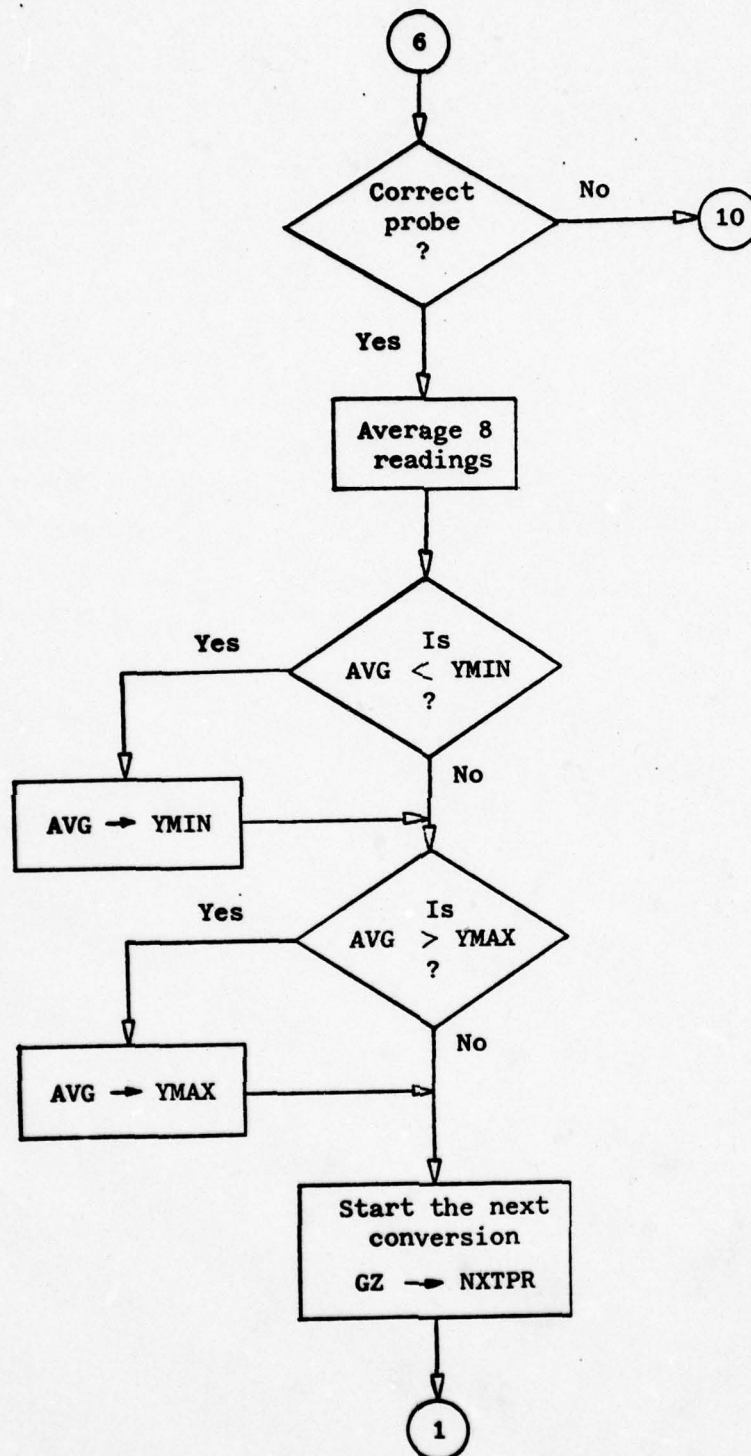 6
Correct
probe
?
No
10
Yes
Average 8
readings
Yes
Is
AVG < YMIN
?
No
AVG → YMIN
Yes
Is
AVG > YMAX
?
No
AVG → YMAX
Start the next
conversion
GZ → NXTPR
1